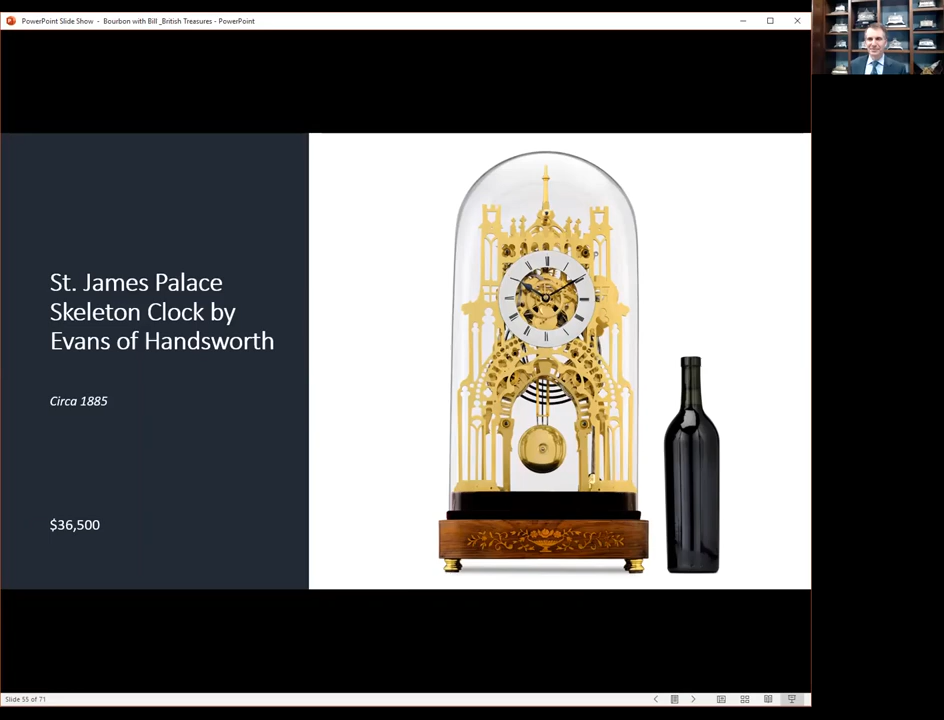 PowerPoint Slide Show - Bourbon with Bill _British Treasures - PowerPoint
St. James Palace
Skeleton Clock by
Evans of Handsworth
Circa 1885
$36,500
Slide 55 of 71